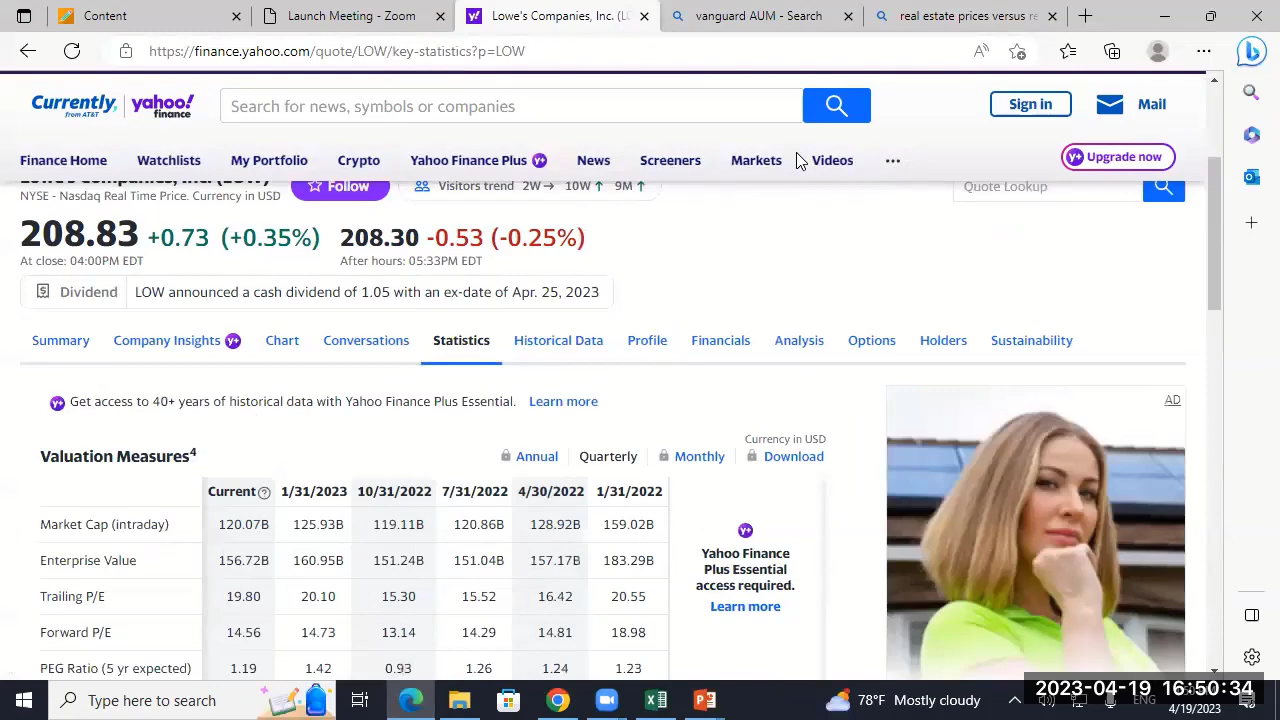 Content
Launch Meeting - Zoom
Lowe's Companies, Inc. (LO
vanguard AUM - Search
real estate prices versus re
https://finance.yahoo.com/quote/LOW/key-statistics?p=LOW
Currently,
from AT&T
yahoo!
finance
Search for news, symbols or companies
Sign in
Mail
Finance Home
Watchlists
My Portfolio
Crypto
Yahoo Finance Plus
News
Screeners
Markets
Videos
Upgrade now
Lowe's Companies, Inc. (LOW)
NYSE - Nasdaq Real Time Price. Currency in USD
Follow
Visitors trend 2W→ 10W↑ 9M↑
Quote Lookup
208.83 +0.73 (+0.35%)
At close: 04:00PM EDT
208.30 -0.53 (-0.25%)
After hours: 05:33PM EDT
Dividend
LOW announced a cash dividend of 1.05 with an ex-date of Apr. 25, 2023
Summary
Company Insights
Chart
Conversations
Statistics
Historical Data
Profile
Financials
Analysis
Options
Holders
Sustainability
Get access to 40+ years of historical data with Yahoo Finance Plus Essential. Learn more
AD
Currency in USD
Valuation Measures4
Annual
Quarterly
Monthly
Download
Current 1/31/2023 10/31/2022 7/31/2022 4/30/2022 1/31/2022
Market Cap (intraday) 120.07B 125.93B 119.11B 120.86B 128.92B 159.02B
Enterprise Value 156.72B 160.95B 151.24B 151.04B 157.17B 183.29B
Trailing P/E 19.80 20.10 15.30 15.52 16.42 20.55
Forward P/E 14.56 14.73 13.14 14.29 14.81 18.98
PEG Ratio (5 yr expected) 1.19 1.42 0.93 1.26 1.24 1.23
Yahoo Finance
Plus Essential
access required.
Learn more
Type here to search
78°F Mostly cloudy
ENG
2023-04-19 16:50:34
4/19/2023